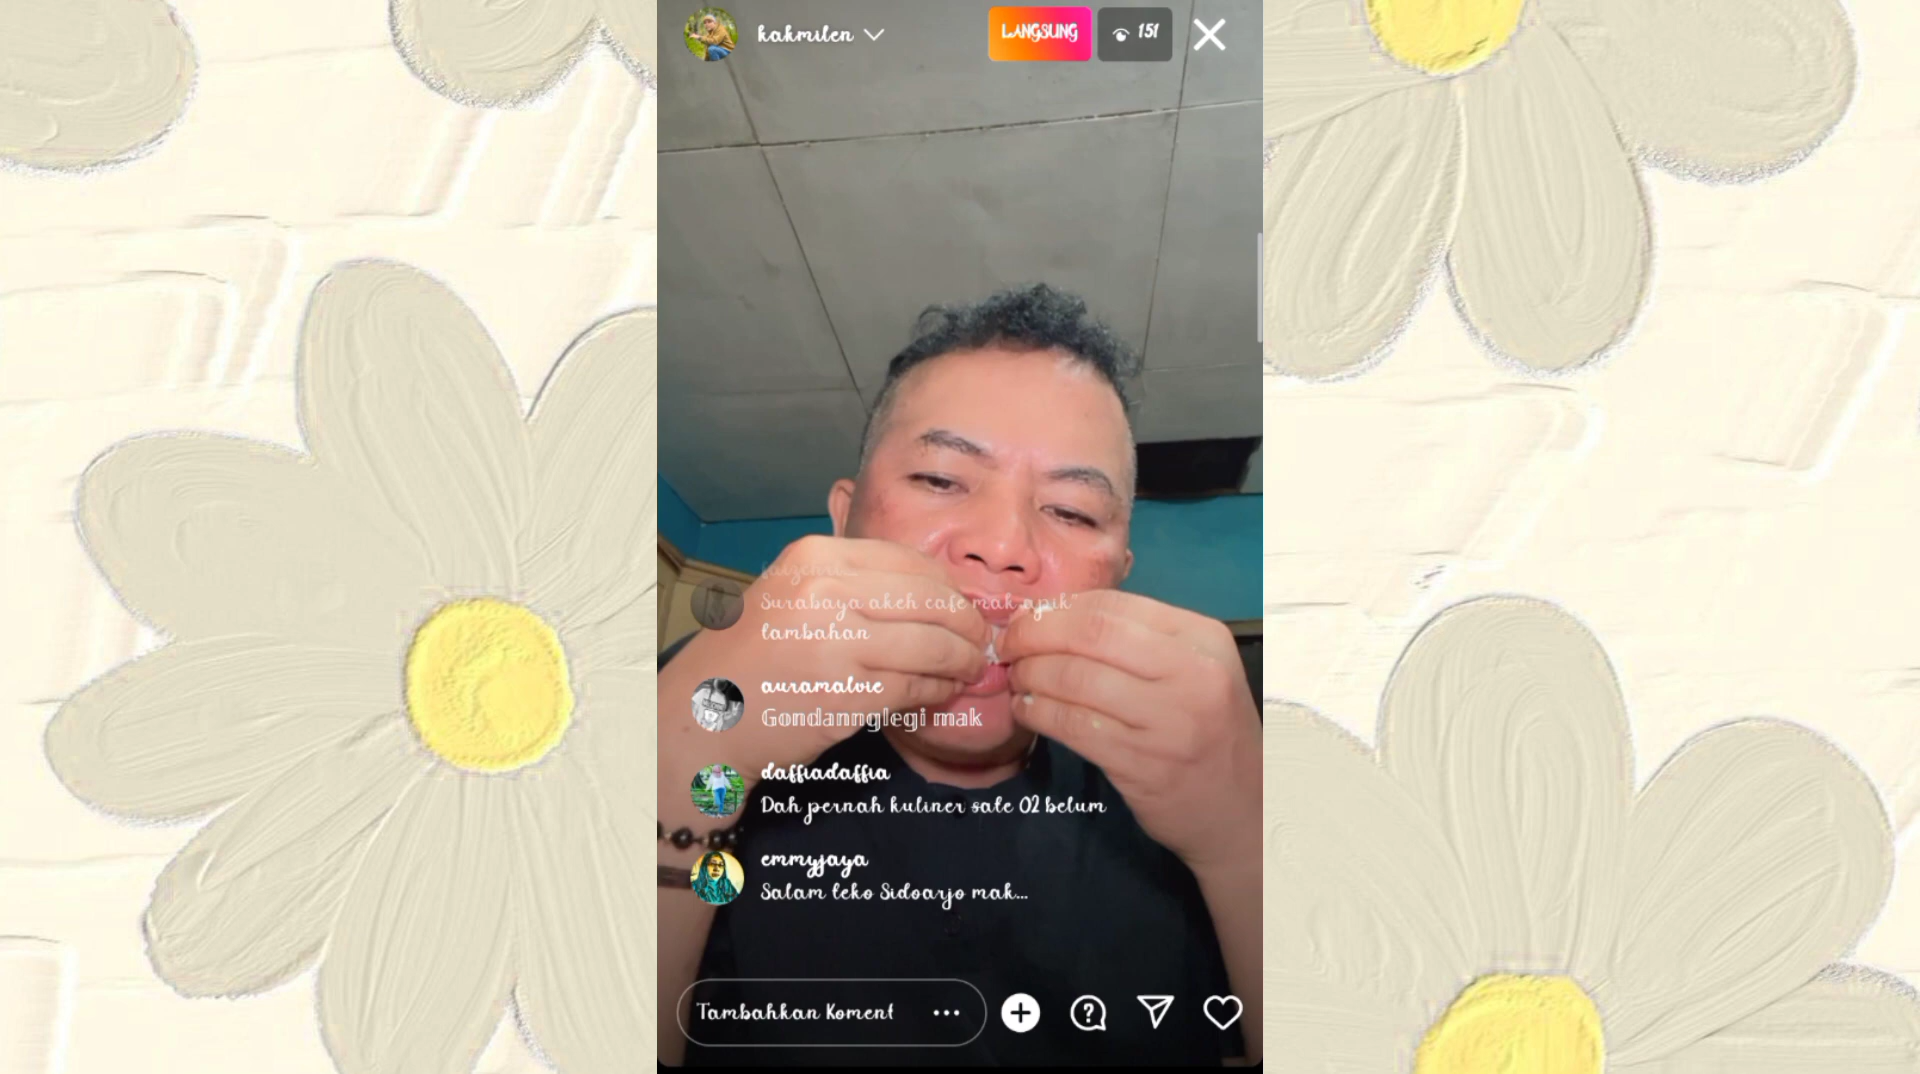 kakmilen
LANGSUNG
151
Surabaya akeh cafe mak apik"
tambahan
auramalvie
Gondannglegi mak
daffiadaffia
Dah pernah kuliner sate 02 belum
emmyjaya
Salam teko Sidoarjo mak...
Tambahkan Koment